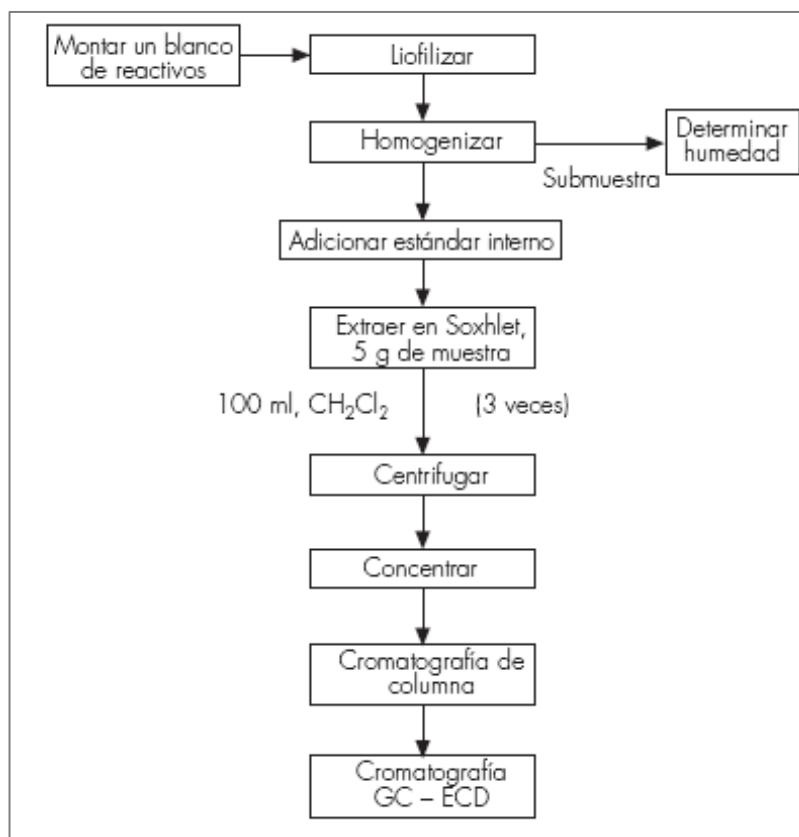 Montar un blanco
de reactivos
Liofilizar
Homogenizar
Submuestra
Determinar
humedad
Adicionar estándar interno
Extraer en Soxhlet,
5 g de muestra
100 ml, CH₂Cl₂ (3 veces)
Centrifugar
Concentrar
Cromatografía de
columna
Cromatografía
GC – ECD